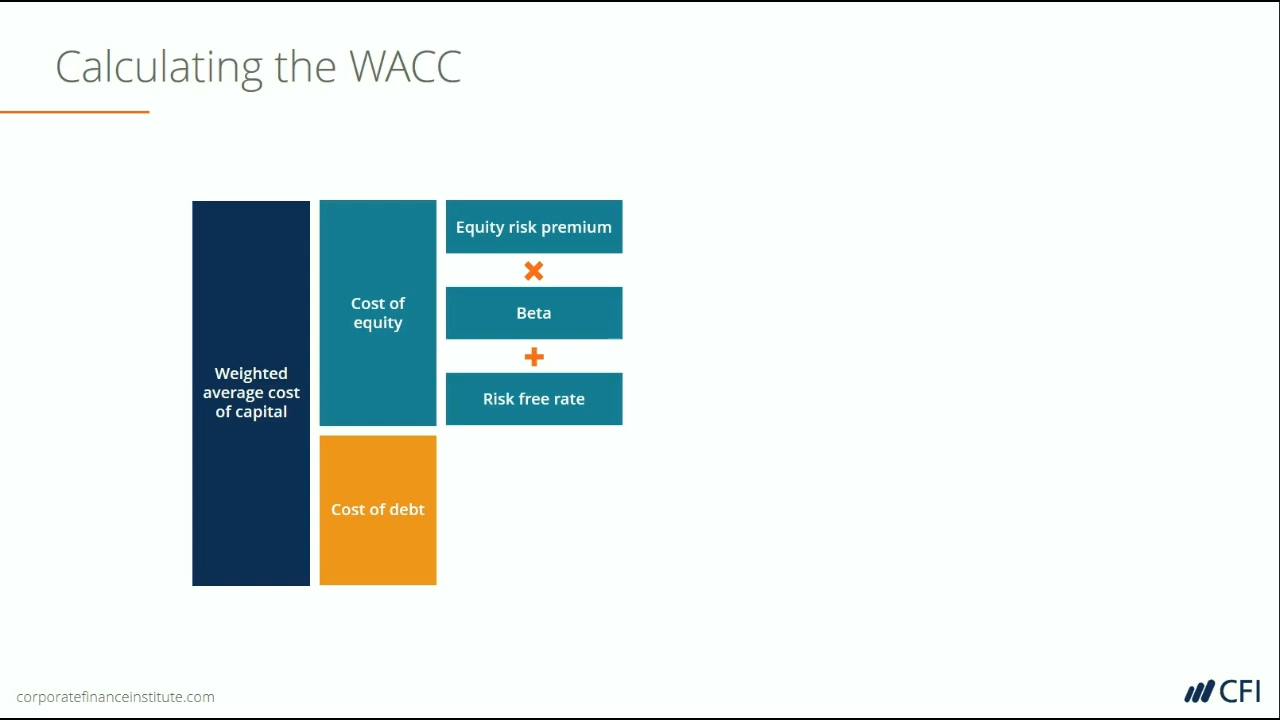 Calculating the WACC
Weighted
average cost
of capital
Cost of
equity
Equity risk premium
Beta
Risk free rate
Cost of debt
corporatefinanceinstitute.com
CFI